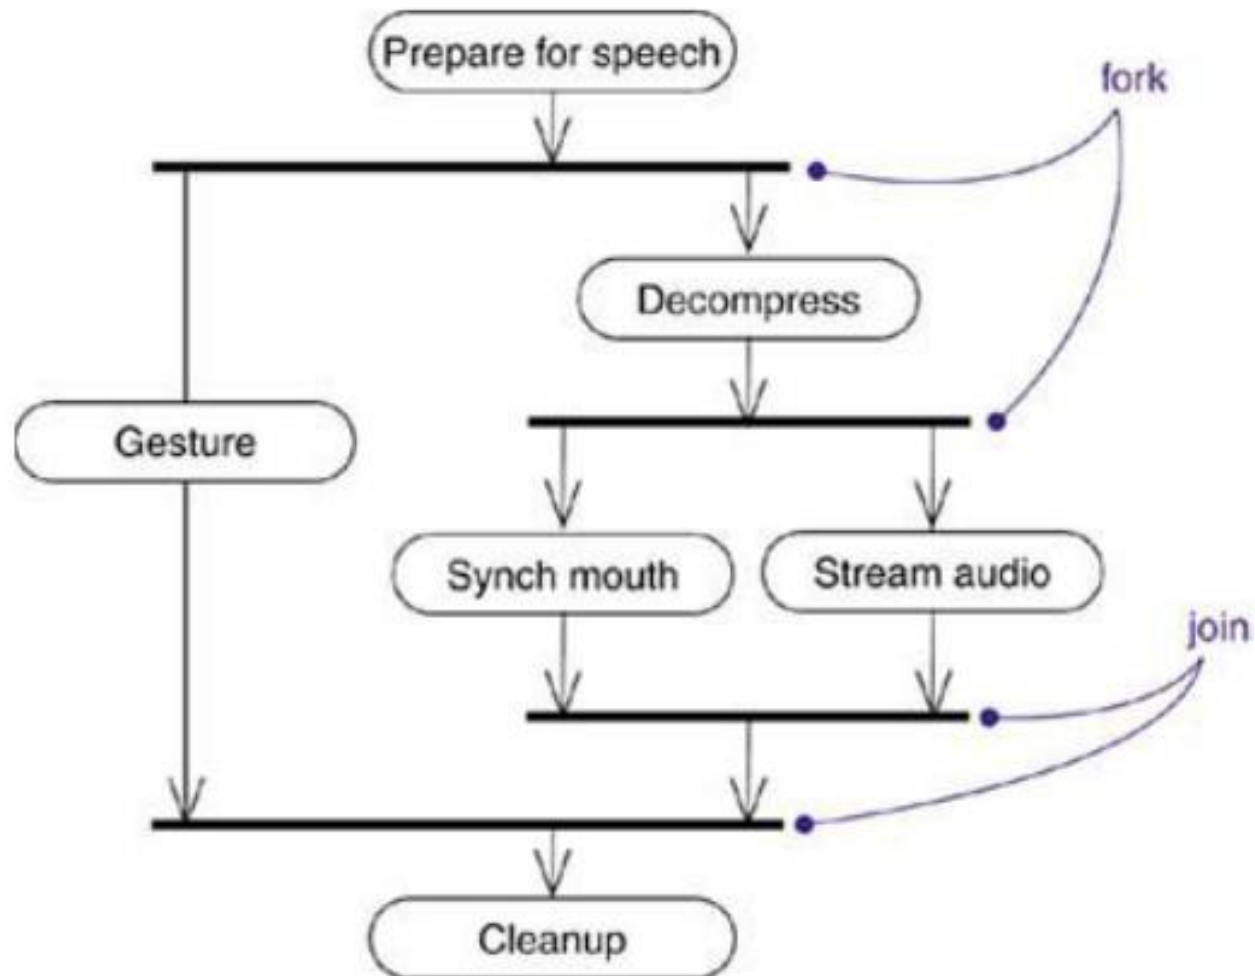 Prepare for speech
fork
Decompress
Gesture
Synch mouth
Stream audio
join
Cleanup